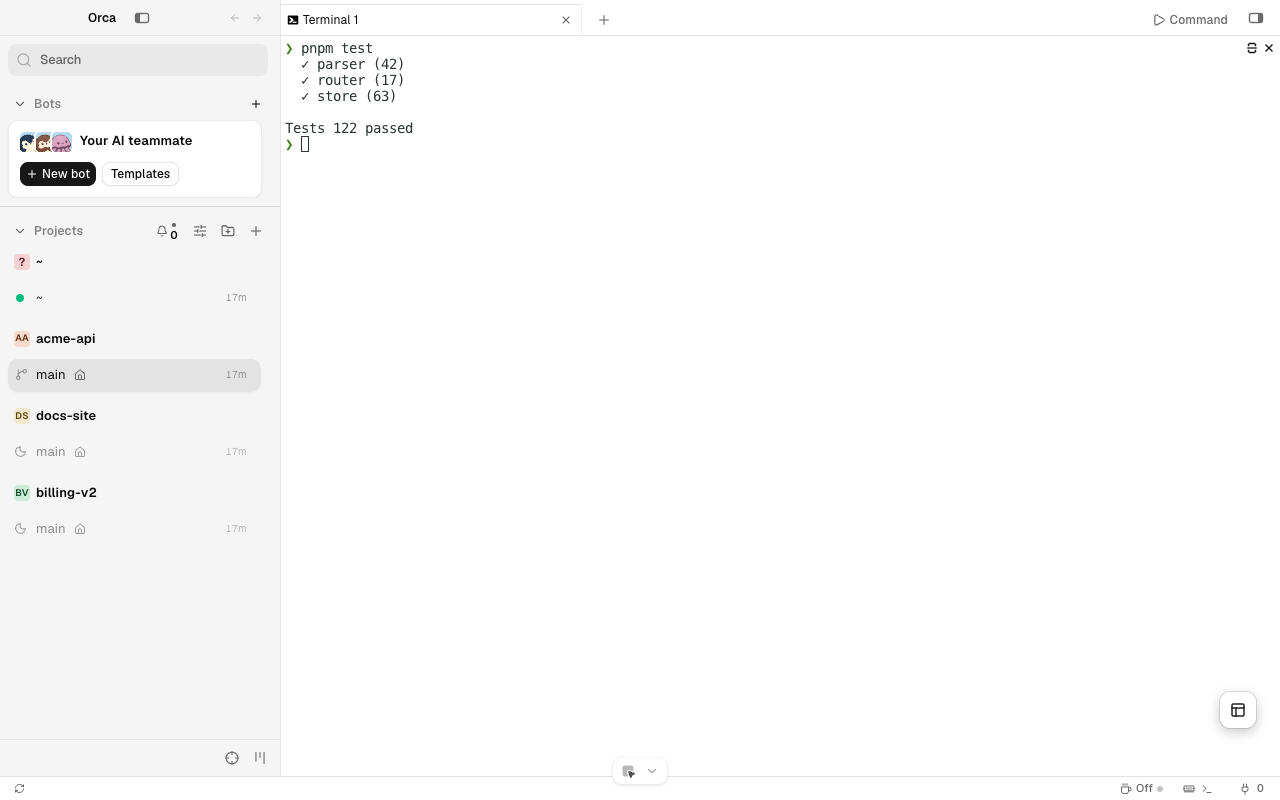 Orca
Terminal 1
Command
Search
Bots
Your AI teammate
New bot
Templates
Projects
0
? ~
~ 17m
AA acme-api
main 17m
DS docs-site
main 17m
BV billing-v2
main 17m
❯ pnpm test
✓ parser (42)
✓ router (17)
✓ store (63)
Tests 122 passed
❯
Off
0